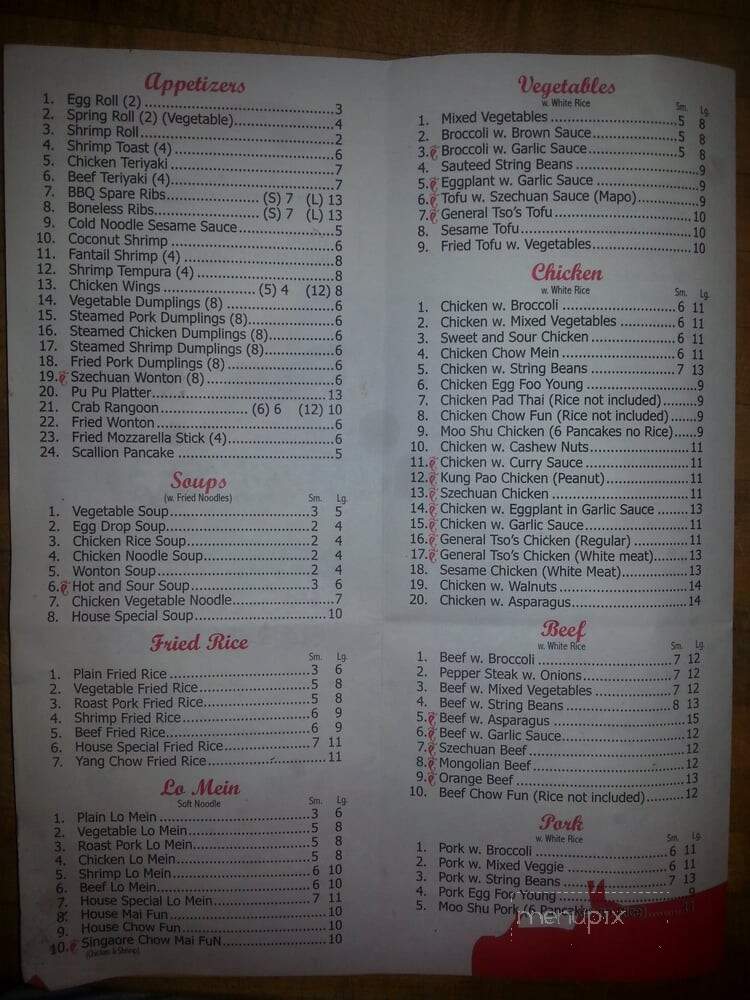 Appetizers
1. Egg Roll (2) 3
2. Spring Roll (2) (Vegetable) 4
3. Shrimp Roll 2
4. Shrimp Toast (4) 6
5. Chicken Teriyaki 7
6. Beef Teriyaki (4) 7
7. BBQ Spare Ribs (S) 7 (L) 13
8. Boneless Ribs (S) 7 (L) 13
9. Cold Noodle Sesame Sauce 5
10. Coconut Shrimp 6
11. Fantail Shrimp (4) 8
12. Shrimp Tempura (4) 8
13. Chicken Wings (5) 4 (12) 8
14. Vegetable Dumplings (8) 6
15. Steamed Pork Dumplings (8) 6
16. Steamed Chicken Dumplings (8) 6
17. Steamed Shrimp Dumplings (8) 6
18. Fried Pork Dumplings (8) 6
19. Szechuan Wonton (8) 6
20. Pu Pu Platter 13
21. Crab Rangoon (6) 6 (12) 10
22. Fried Wonton 6
23. Fried Mozzarella Stick (4) 6
24. Scallion Pancake 5
Soups
(w. Fried Noodles)
Sm. Lg.
1. Vegetable Soup 3 5
2. Egg Drop Soup 2 4
3. Chicken Rice Soup 2 4
4. Chicken Noodle Soup 2 4
5. Wonton Soup 2 4
6. Hot and Sour Soup 3 6
7. Chicken Vegetable Noodle 7
8. House Special Soup 10
Fried Rice
Sm. Lg.
1. Plain Fried Rice 3 6
2. Vegetable Fried Rice 5 8
3. Roast Pork Fried Rice 5 8
4. Shrimp Fried Rice 6 9
5. Beef Fried Rice 6 9
6. House Special Fried Rice 7 11
7. Yang Chow Fried Rice 11
Lo Mein
Soft Noodle
Sm. Lg.
1. Plain Lo Mein 3 6
2. Vegetable Lo Mein 5 8
3. Roast Pork Lo Mein 5 8
4. Chicken Lo Mein 5 8
5. Shrimp Lo Mein 6 10
6. Beef Lo Mein 6 10
7. House Special Lo Mein 7 11
8. House Mai Fun 10
9. House Chow Fun 10
10. Singaore Chow Mai FuN 10
(Chicken & Shrimp)
Vegetables
w. White Rice
Sm. Lg.
1. Mixed Vegetables 5 8
2. Broccoli w. Brown Sauce 5 8
3. Broccoli w. Garlic Sauce 5 8
4. Sauteed String Beans 9
5. Eggplant w. Garlic Sauce 9
6. Tofu w. Szechuan Sauce (Mapo) 9
7. General Tso's Tofu 10
8. Sesame Tofu 10
9. Fried Tofu w. Vegetables 10
Chicken
w. White Rice
Sm. Lg.
1. Chicken w. Broccoli 6 11
2. Chicken w. Mixed Vegetables 6 11
3. Sweet and Sour Chicken 6 11
4. Chicken Chow Mein 6 11
5. Chicken w. String Beans 7 13
6. Chicken Egg Foo Young 9
7. Chicken Pad Thai (Rice not included) 9
8. Chicken Chow Fun (Rice not included) 9
9. Moo Shu Chicken (6 Pancakes no Rice) 9
10. Chicken w. Cashew Nuts 11
11. Chicken w. Curry Sauce 11
12. Kung Pao Chicken (Peanut) 11
13. Szechuan Chicken 11
14. Chicken w. Eggplant in Garlic Sauce 13
15. Chicken w. Garlic Sauce 11
16. General Tso's Chicken (Regular) 11
17. General Tso's Chicken (White meat) 13
18. Sesame Chicken (White Meat) 13
19. Chicken w. Walnuts 14
20. Chicken w. Asparagus 14
Beef
w. White Rice
Sm. Lg.
1. Beef w. Broccoli 7 12
2. Pepper Steak w. Onions 7 12
3. Beef w. Mixed Vegetables 7 12
4. Beef w. String Beans 8 13
5. Beef w. Asparagus 15
6. Beef w. Garlic Sauce 12
7. Szechuan Beef 12
8. Mongolian Beef 12
9. Orange Beef 13
10. Beef Chow Fun (Rice not included) 12
Pork
w. White Rice
Sm. Lg.
1. Pork w. Broccoli 6 11
2. Pork w. Mixed Veggie 6 11
3. Pork w. String Beans 7 13
4. Pork Egg Foo Young 9
5. Moo Shu Pork (6
menupix